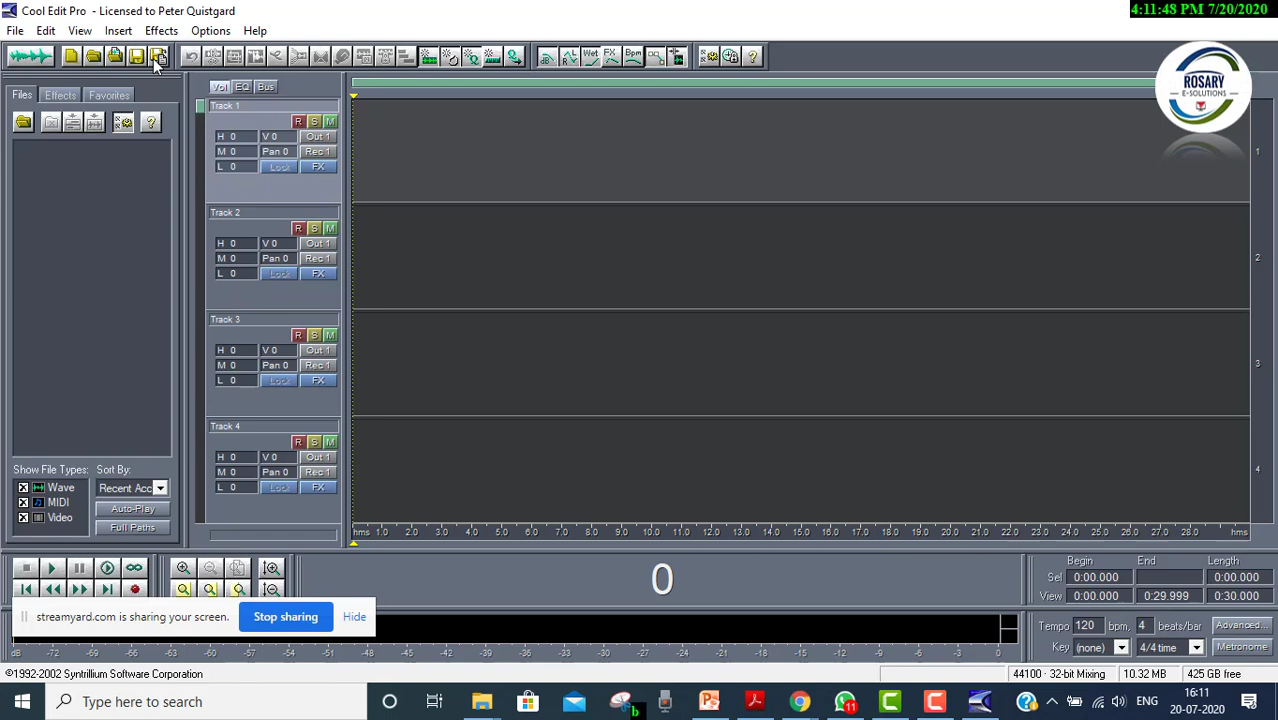 Cool Edit Pro - Licensed to Peter Quistgard
4:11:48 PM 7/20/2020
File Edit View Insert Effects Options Help
Wet FX Bpm
ROSARY
E-SOLUTIONS
Files Effects Favorites
Vol EQ Bus
Track 1
R S M
H 0 V 0 Out 1
M 0 Pan 0 Rec 1
L 0 Lock FX
1
Track 2
R S M
H 0 V 0 Out 1
M 0 Pan 0 Rec 1
L 0 Lock FX
2
Track 3
R S M
H 0 V 0 Out 1
M 0 Pan 0 Rec 1
L 0 Lock FX
3
Track 4
R S M
H 0 V 0 Out 1
M 0 Pan 0 Rec 1
L 0 Lock FX
4
Show File Types: Sort By:
Wave Recent Acc
MIDI Auto-Play
Video Full Paths
hms 1.0 2.0 3.0 4.0 5.0 6.0 7.0 8.0 9.0 10.0 11.0 12.0 13.0 14.0 15.0 16.0 17.0 18.0 19.0 20.0 21.0 22.0 23.0 24.0 25.0 26.0 27.0 28.0 hms
0
Begin End Length
Sel 0:00.000 0:00.000
View 0:00.000 0:29.999 0:30.000
streamyard.com is sharing your screen. Stop sharing Hide
Tempo 120 bpm, 4 beats/bar Advanced...
Key (none) 4/4 time Metronome
dB -72 -69 -66 -63 -60 -57 -54 -51 -48 -45 -42 -39 -36 -33 -30 -27 -24 -21 -18 -15 -12 -9 -6 -3 0
©1992-2002 Syntrillium Software Corporation
44100 · 32-bit Mixing 10.32 MB 425 GB free
Type here to search
b
11
ENG
16:11
20-07-2020